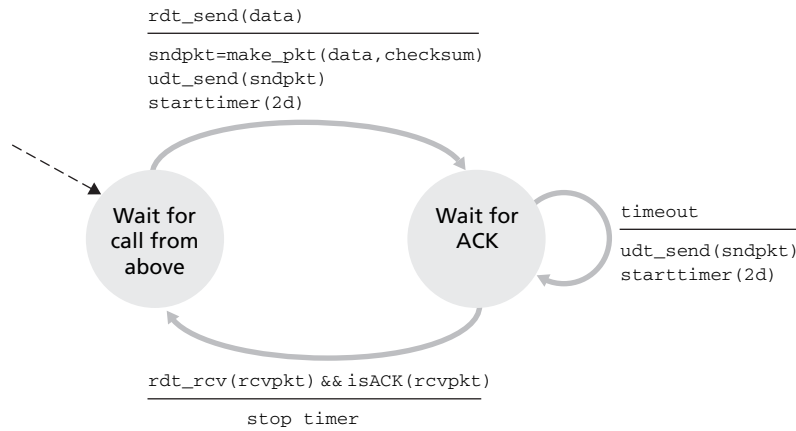 rdt_send(data)
sndpkt=make_pkt(data,checksum)
udt_send(sndpkt)
starttimer(2d)
Wait for
call from
above
Wait for
ACK
timeout
udt_send(sndpkt)
starttimer(2d)
rdt_rcv(rcvpkt) && isACK(rcvpkt)
stop timer